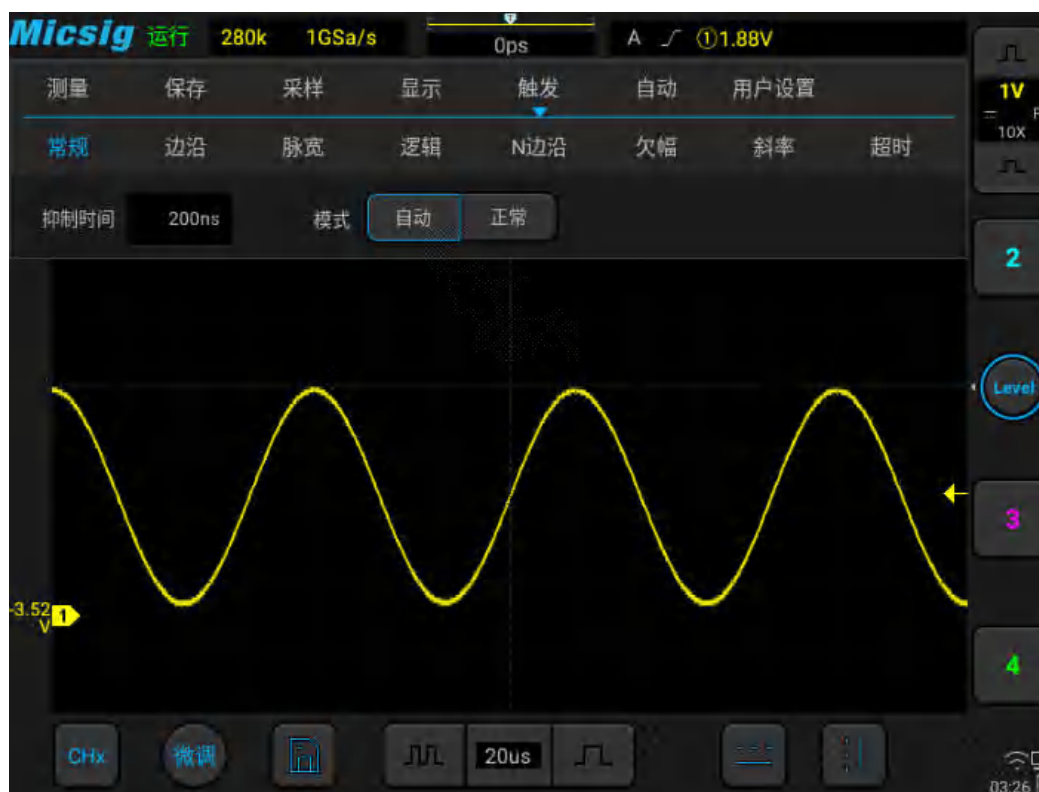 Micsig 运行 280k 1GSa/s 0ps A ①1.88V
测量 保存 采样 显示 触发 自动 用户设置
常规 边沿 脉宽 逻辑 N边沿 欠幅 斜率 超时
抑制时间 200ns 模式 自动 正常
1V
10X
2
Level
3
-3.52
V
1
4
CHx 微调 20us
03:26